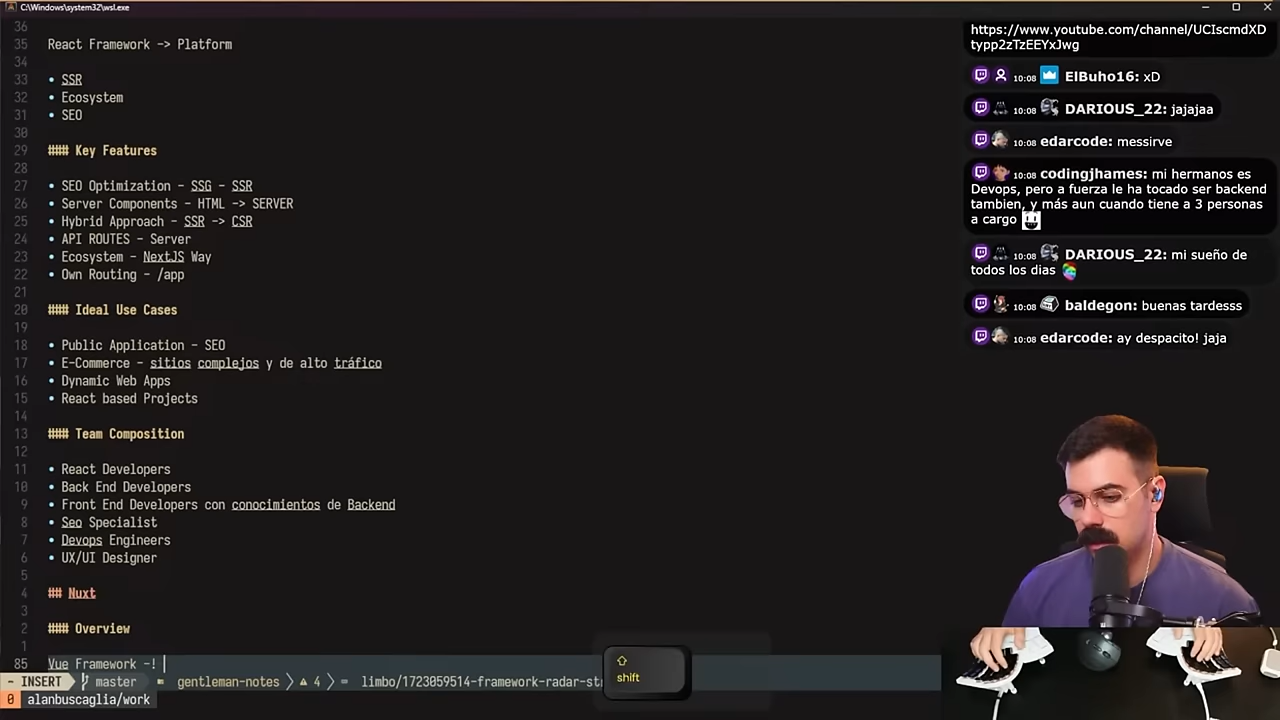 C:\Windows\system32\wsl.exe
36
35 React Framework -> Platform
34
33 • SSR
32 • Ecosystem
31 • SEO
30
29 ### Key Features
28
27 • SEO Optimization - SSG - SSR
26 • Server Components - HTML -> SERVER
25 • Hybrid Approach - SSR -> CSR
24 • API ROUTES - Server
23 • Ecosystem - NextJS Way
22 • Own Routing - /app
21
20 ### Ideal Use Cases
19
18 • Public Application - SEO
17 • E-Commerce - sitios complejos y de alto tráfico
16 • Dynamic Web Apps
15 • React based Projects
14
13 ### Team Composition
12
11 • React Developers
10 • Back End Developers
9 • Front End Developers con conocimientos de Backend
8 • Seo Specialist
7 • Devops Engineers
6 • UX/UI Designer
5
4 ## Nuxt
3
2 ### Overview
1
85 Vue Framework -!
- INSERT master gentleman-notes 4 = limbo/1723059514-framework-radar-str
0 alanbuscaglia/work
shift
https://www.youtube.com/channel/UCIscmdXD
typp2zTzEEYxJwg
10:08 ElBuho16: xD
10:08 DARIOUS_22: jajajaa
10:08 edarcode: messirve
10:08 codingjhames: mi hermanos es
Devops, pero a fuerza le ha tocado ser backend
tambien, y más aun cuando tiene a 3 personas
a cargo
10:08 DARIOUS_22: mi sueño de
todos los dias
10:08 baldegon: buenas tardesss
10:08 edarcode: ay despacito! jaja